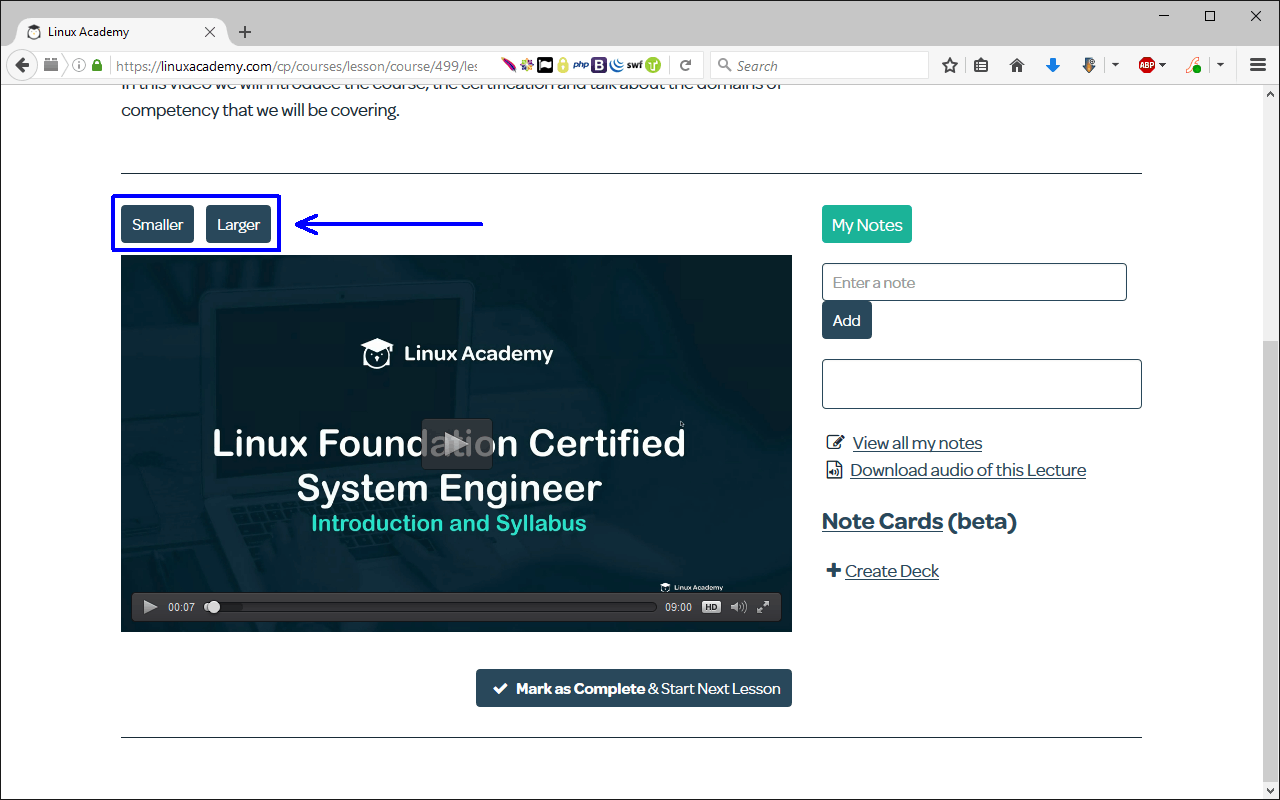 Linux Academy
https://linuxacademy.com/cp/courses/lesson/course/499/les
php
B
swf
Search
ABP
In this video we will introduce the course, the certification and talk about the domains of
competency that we will be covering.
Smaller
Larger
My Notes
Enter a note
Add
Linux Academy
Linux Foundation Certified
System Engineer
Introduction and Syllabus
Linux Academy
00:07
09:00
HD
View all my notes
Download audio of this Lecture
Note Cards (beta)
Create Deck
Mark as Complete & Start Next Lesson